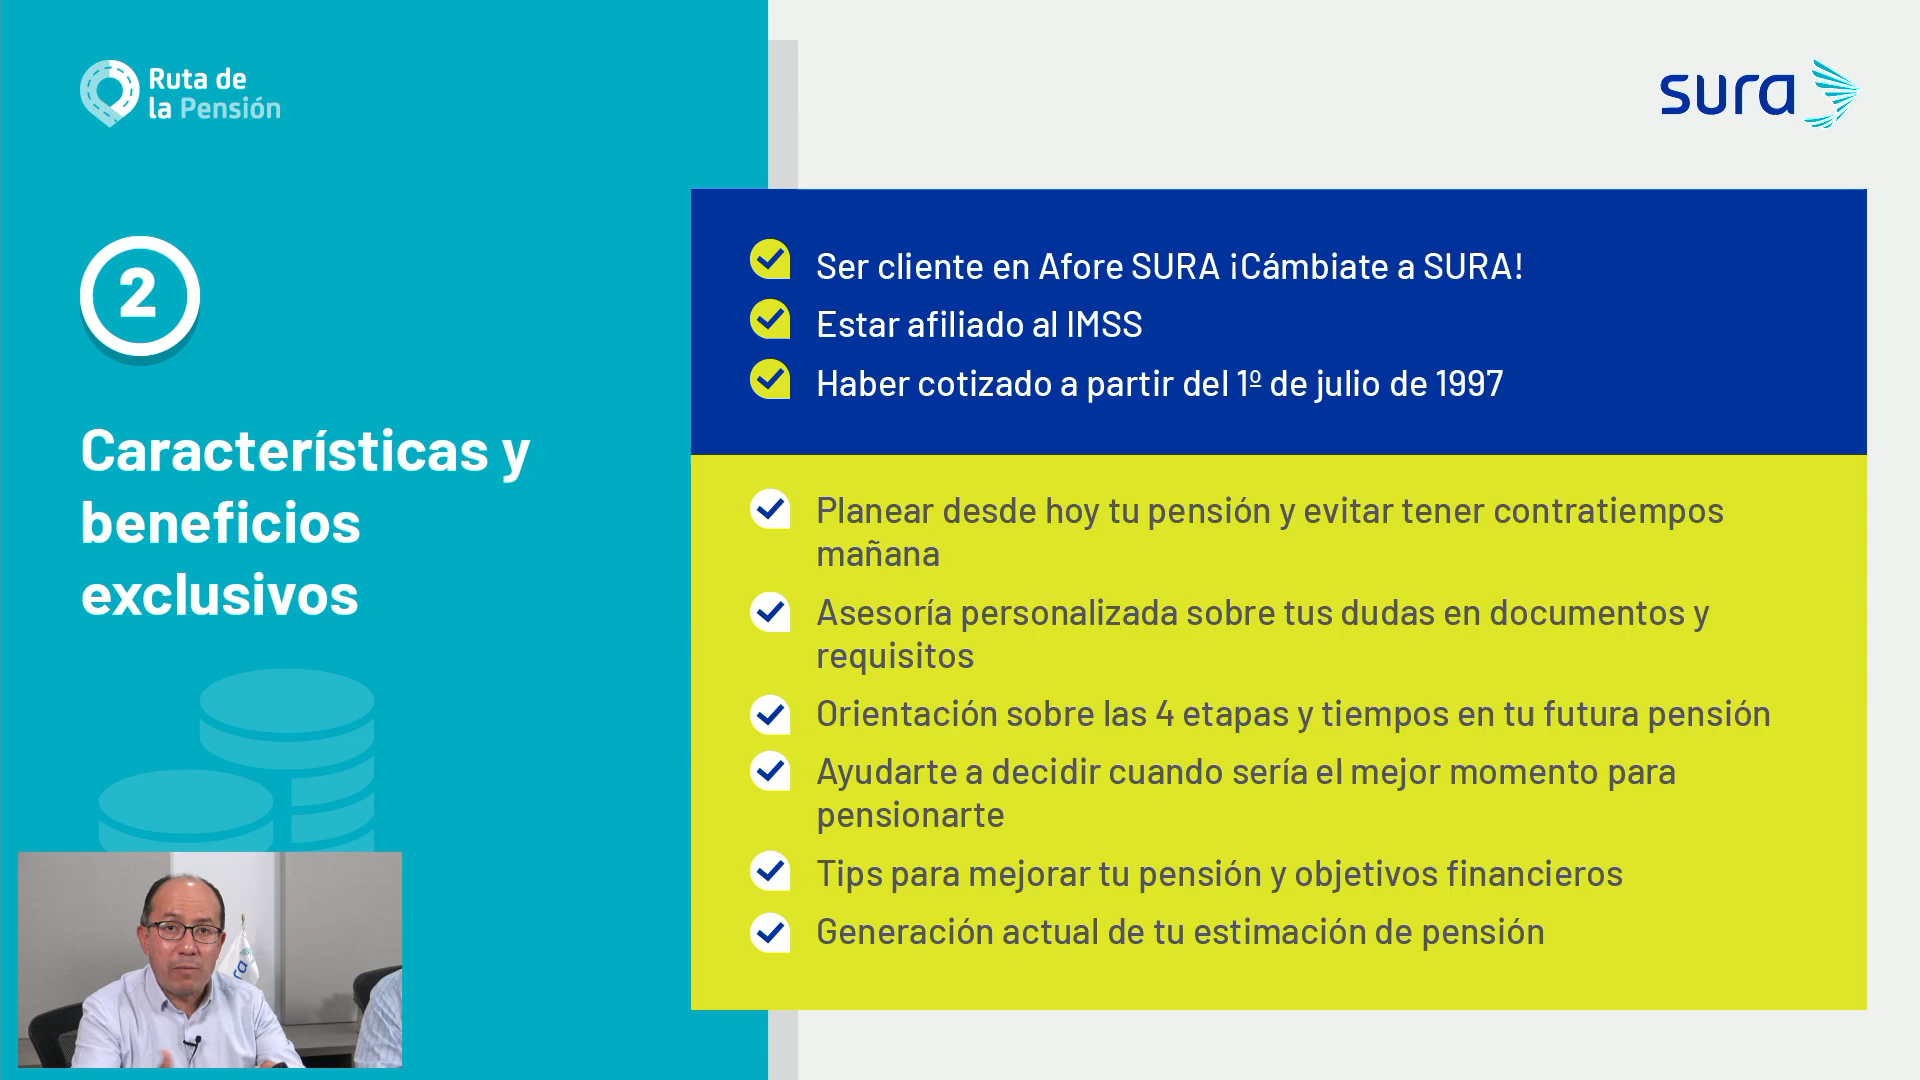 Ruta de
la Pensión
sura
2
Características y
beneficios
exclusivos
Ser cliente en Afore SURA ¡Cámbiate a SURA!
Estar afiliado al IMSS
Haber cotizado a partir del 1º de julio de 1997
Planear desde hoy tu pensión y evitar tener contratiempos
mañana
Asesoría personalizada sobre tus dudas en documentos y
requisitos
Orientación sobre las 4 etapas y tiempos en tu futura pensión
Ayudarte a decidir cuando sería el mejor momento para
pensionarte
Tips para mejorar tu pensión y objetivos financieros
Generación actual de tu estimación de pensión